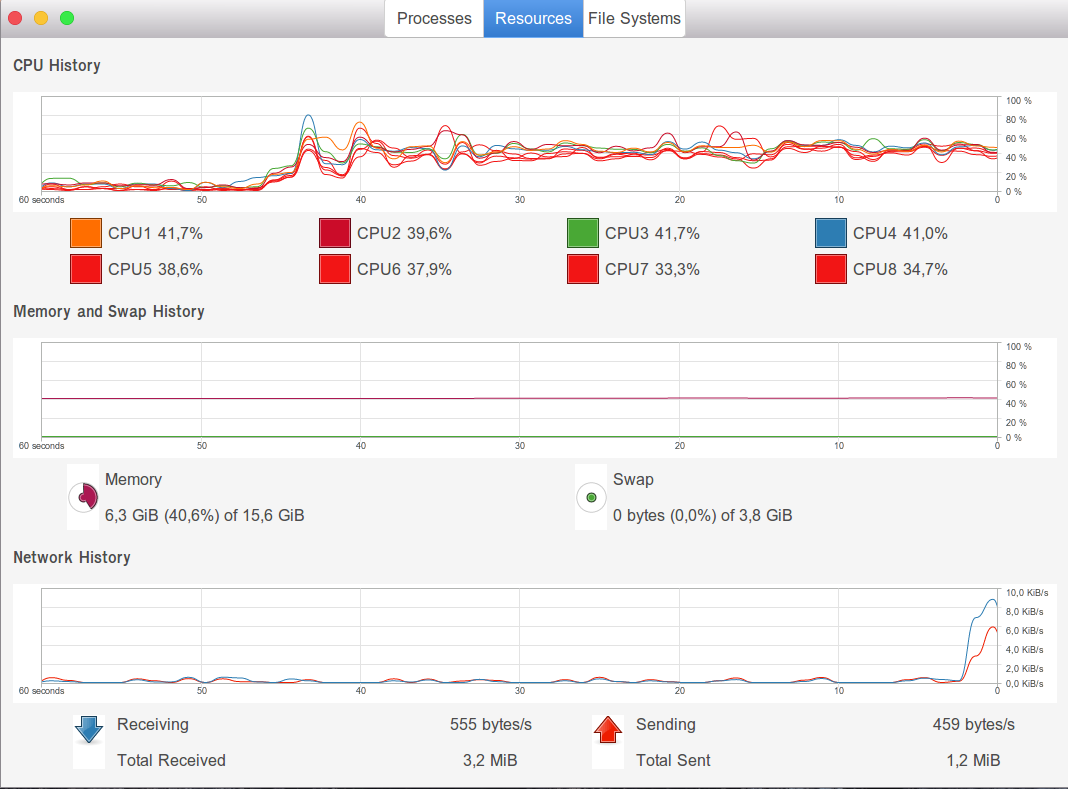 Processes Resources File Systems
CPU History
100 %
80 %
60 %
40 %
20 %
0 %
60 seconds 50 40 30 20 10 0
CPU1 41,7% CPU2 39,6% CPU3 41,7% CPU4 41,0%
CPU5 38,6% CPU6 37,9% CPU7 33,3% CPU8 34,7%
Memory and Swap History
100 %
80 %
60 %
40 %
20 %
0 %
60 seconds 50 40 30 20 10 0
Memory Swap
6,3 GiB (40,6%) of 15,6 GiB 0 bytes (0,0%) of 3,8 GiB
Network History
10,0 KiB/s
8,0 KiB/s
6,0 KiB/s
4,0 KiB/s
2,0 KiB/s
0,0 KiB/s
60 seconds 50 40 30 20 10 0
Receiving 555 bytes/s Sending 459 bytes/s
Total Received 3,2 MiB Total Sent 1,2 MiB